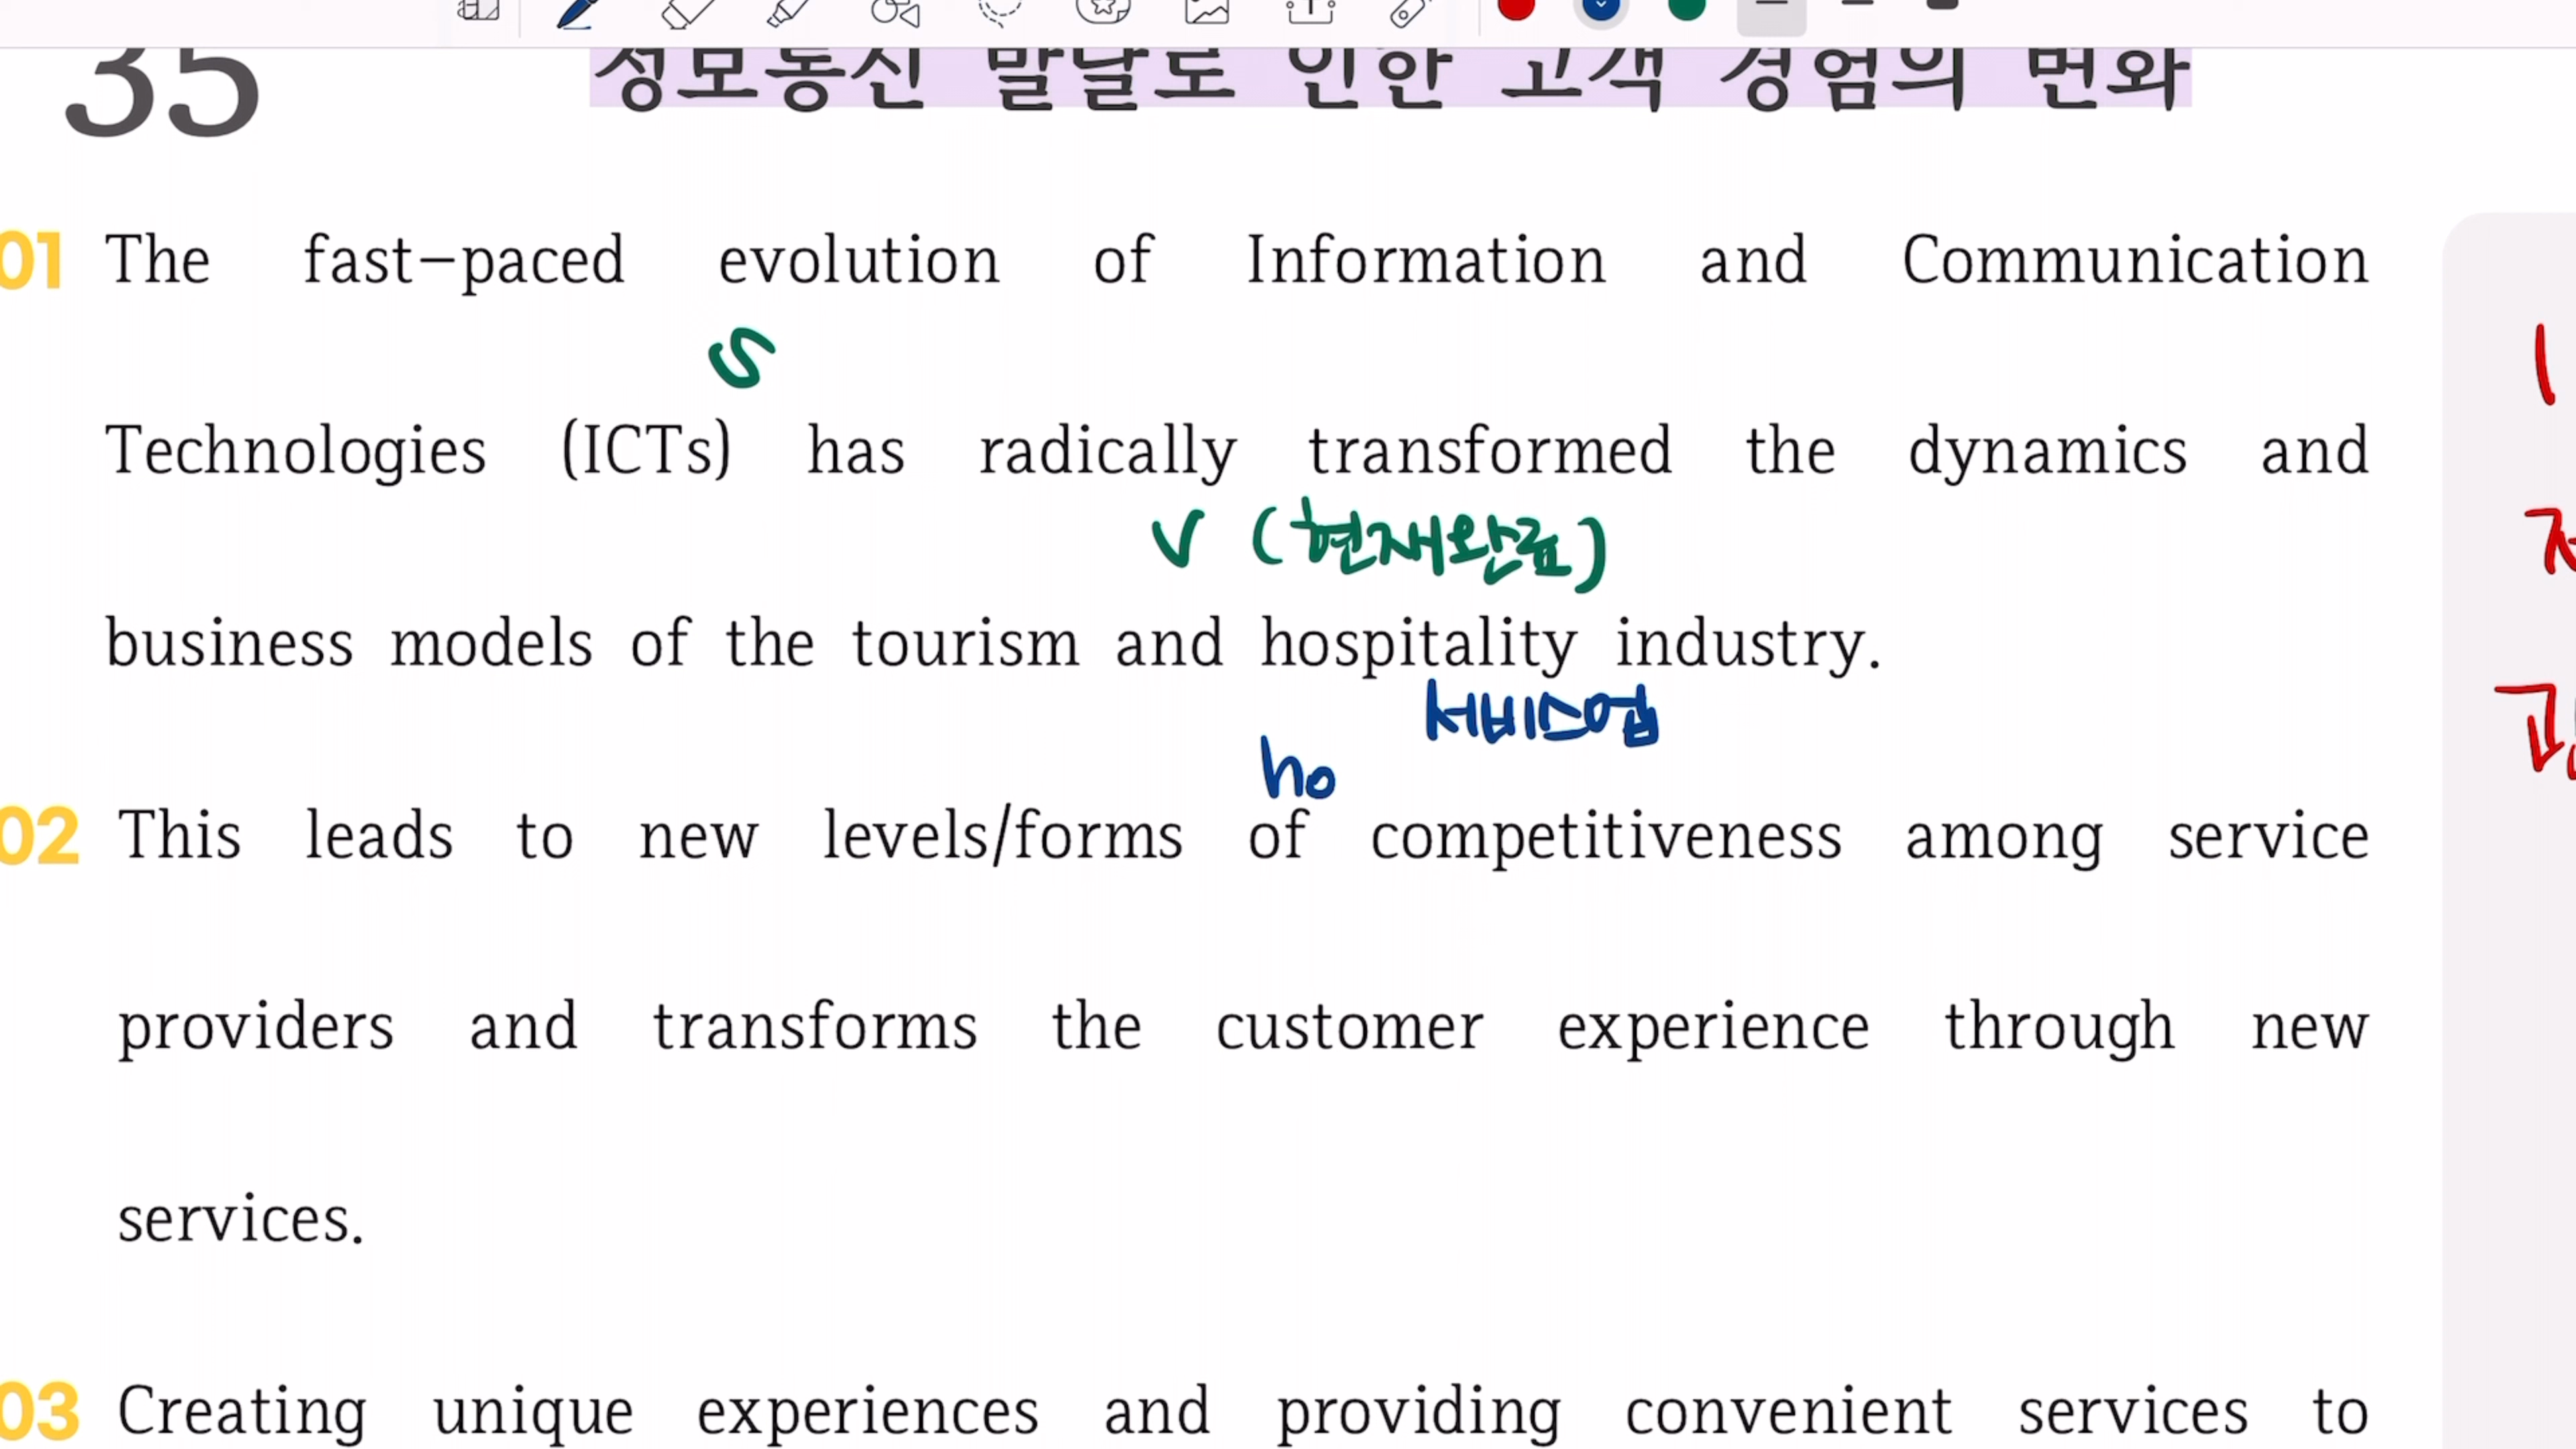 35 정보통신 발달로 인한 고객 경험의 변화
01 The fast-paced evolution of Information and Communication
S
Technologies (ICTs) has radically transformed the dynamics and
V (현재완료)
business models of the tourism and hospitality industry.
서비스업
ho
02 This leads to new levels/forms of competitiveness among service
providers and transforms the customer experience through new
services.
03 Creating unique experiences and providing convenient services to